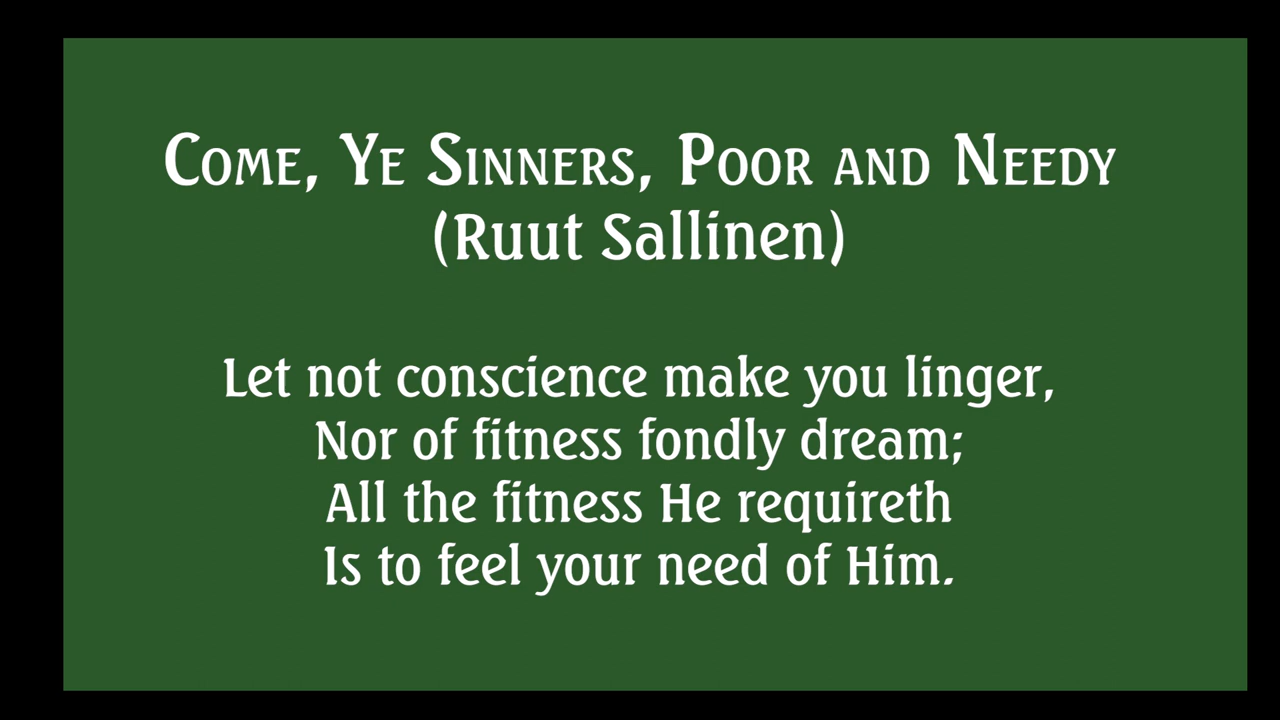 Come, Ye Sinners, Poor and Needy
(Ruut Sallinen)
Let not conscience make you linger,
Nor of fitness fondly dream;
All the fitness He requireth
Is to feel your need of Him.